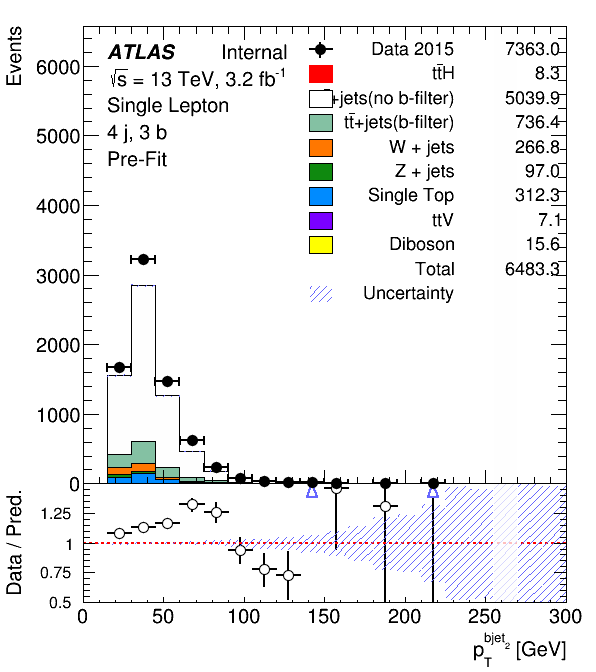 Events
ATLAS Internal
√s = 13 TeV, 3.2 fb-1
Single Lepton
4 j, 3 b
Pre-Fit
Data 2015 7363.0
tt̄H 8.3
+jets(no b-filter) 5039.9
tt̄+jets(b-filter) 736.4
W + jets 266.8
Z + jets 97.0
Single Top 312.3
ttV 7.1
Diboson 15.6
Total 6483.3
Uncertainty
6000
5000
4000
3000
2000
1000
0
Data / Pred.
1.25
1
0.75
0.5
0 50 100 150 200 250 300
p_T^bjet_2 [GeV]